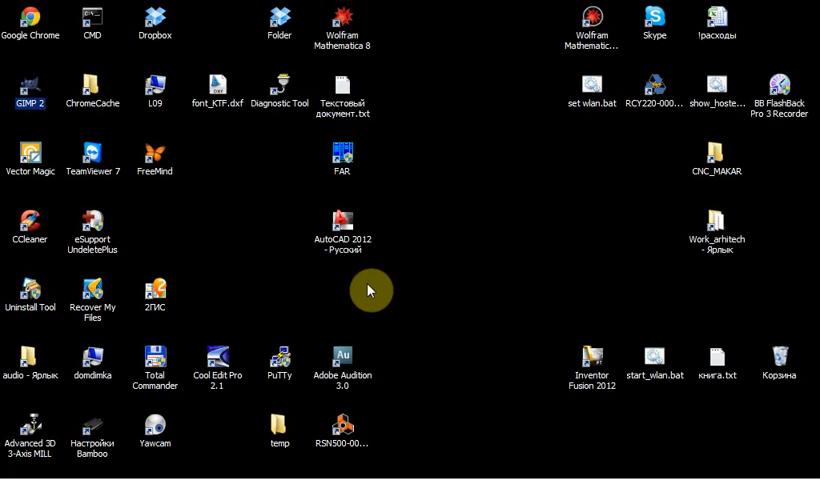 Google Chrome
CMD
Dropbox
Folder
Wolfram
Mathematica 8
Wolfram
Mathematic...
Skype
!расходы
GIMP 2
ChromeCache
L09
font_KTF.dxf
DXF
Diagnostic Tool
Текстовый
документ.txt
set wlan.bat
RCY220-000...
show_hoste...
BB FlashBack
Pro 3 Recorder
Vector Magic
TeamViewer 7
FreeMind
FAR
CNC_MAKAR
CCleaner
eSupport
UndeletePlus
AutoCAD 2012
- Русский
Work_arhitech
- Ярлык
Uninstall Tool
Recover My
Files
2ГИС
audio - Ярлык
domdimka
Total
Commander
Cool Edit Pro
2.1
PuTTy
Au
Adobe Audition
3.0
Inventor
Fusion 2012
start_wlan.bat
книга.txt
Корзина
Advanced 3D
3-Axis MILL
Настройки
Bamboo
Yawcam
temp
RSN500-00...